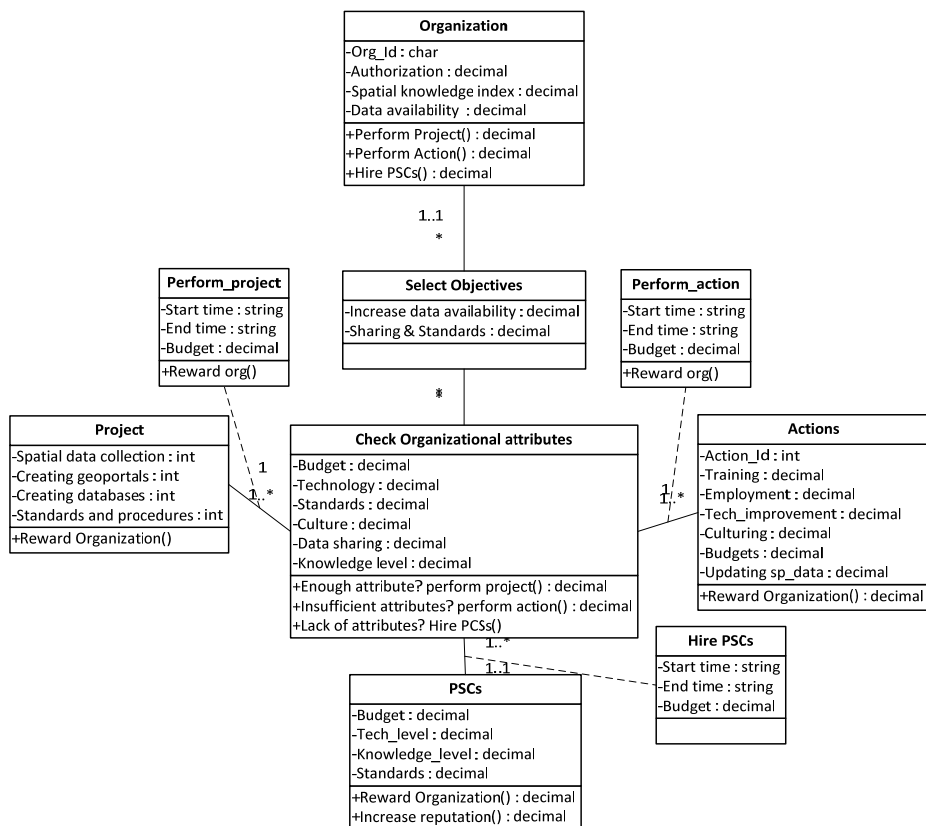 Organization
-Org_Id : char
-Authorization : decimal
-Spatial knowledge index : decimal
-Data availability : decimal
+Perform Project() : decimal
+Perform Action() : decimal
+Hire PSCs() : decimal
1..1
*
Perform_project
-Start time : string
-End time : string
-Budget : decimal
+Reward org()
Select Objectives
-Increase data availability : decimal
-Sharing & Standards : decimal
Perform_action
-Start time : string
-End time : string
-Budget : decimal
+Reward org()
*
*
Project
-Spatial data collection : int
-Creating geoportals : int
-Creating databases : int
-Standards and procedures : int
+Reward Organization()
1
1..*
Check Organizational attributes
-Budget : decimal
-Technology : decimal
-Standards : decimal
-Culture : decimal
-Data sharing : decimal
-Knowledge level : decimal
+Enough attribute? perform project() : decimal
+Insufficient attributes? perform action() : decimal
+Lack of attributes? Hire PCSs()
1
1..*
Actions
-Action_Id : int
-Training : decimal
-Employment : decimal
-Tech_improvement : decimal
-Culturing : decimal
-Budgets : decimal
-Updating sp_data : decimal
+Reward Organization() : decimal
1..*
1..1
Hire PSCs
-Start time : string
-End time : string
-Budget : decimal
PSCs
-Budget : decimal
-Tech_level : decimal
-Knowledge_level : decimal
-Standards : decimal
+Reward Organization() : decimal
+Increase reputation() : decimal